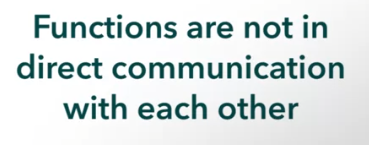 Functions are not in
direct communication
with each other